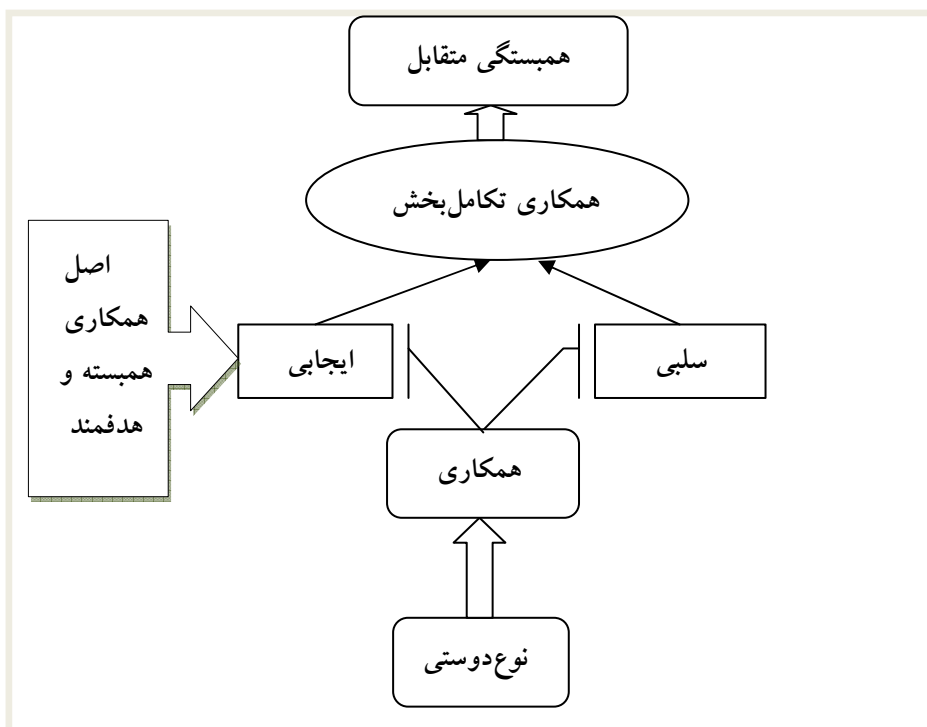 همبستگی متقابل
همکاری تکامل‌بخش
اصل
همکاری
همبسته و
هدفمند
سلبی
ایجابی
همکاری
نوع‌دوستی